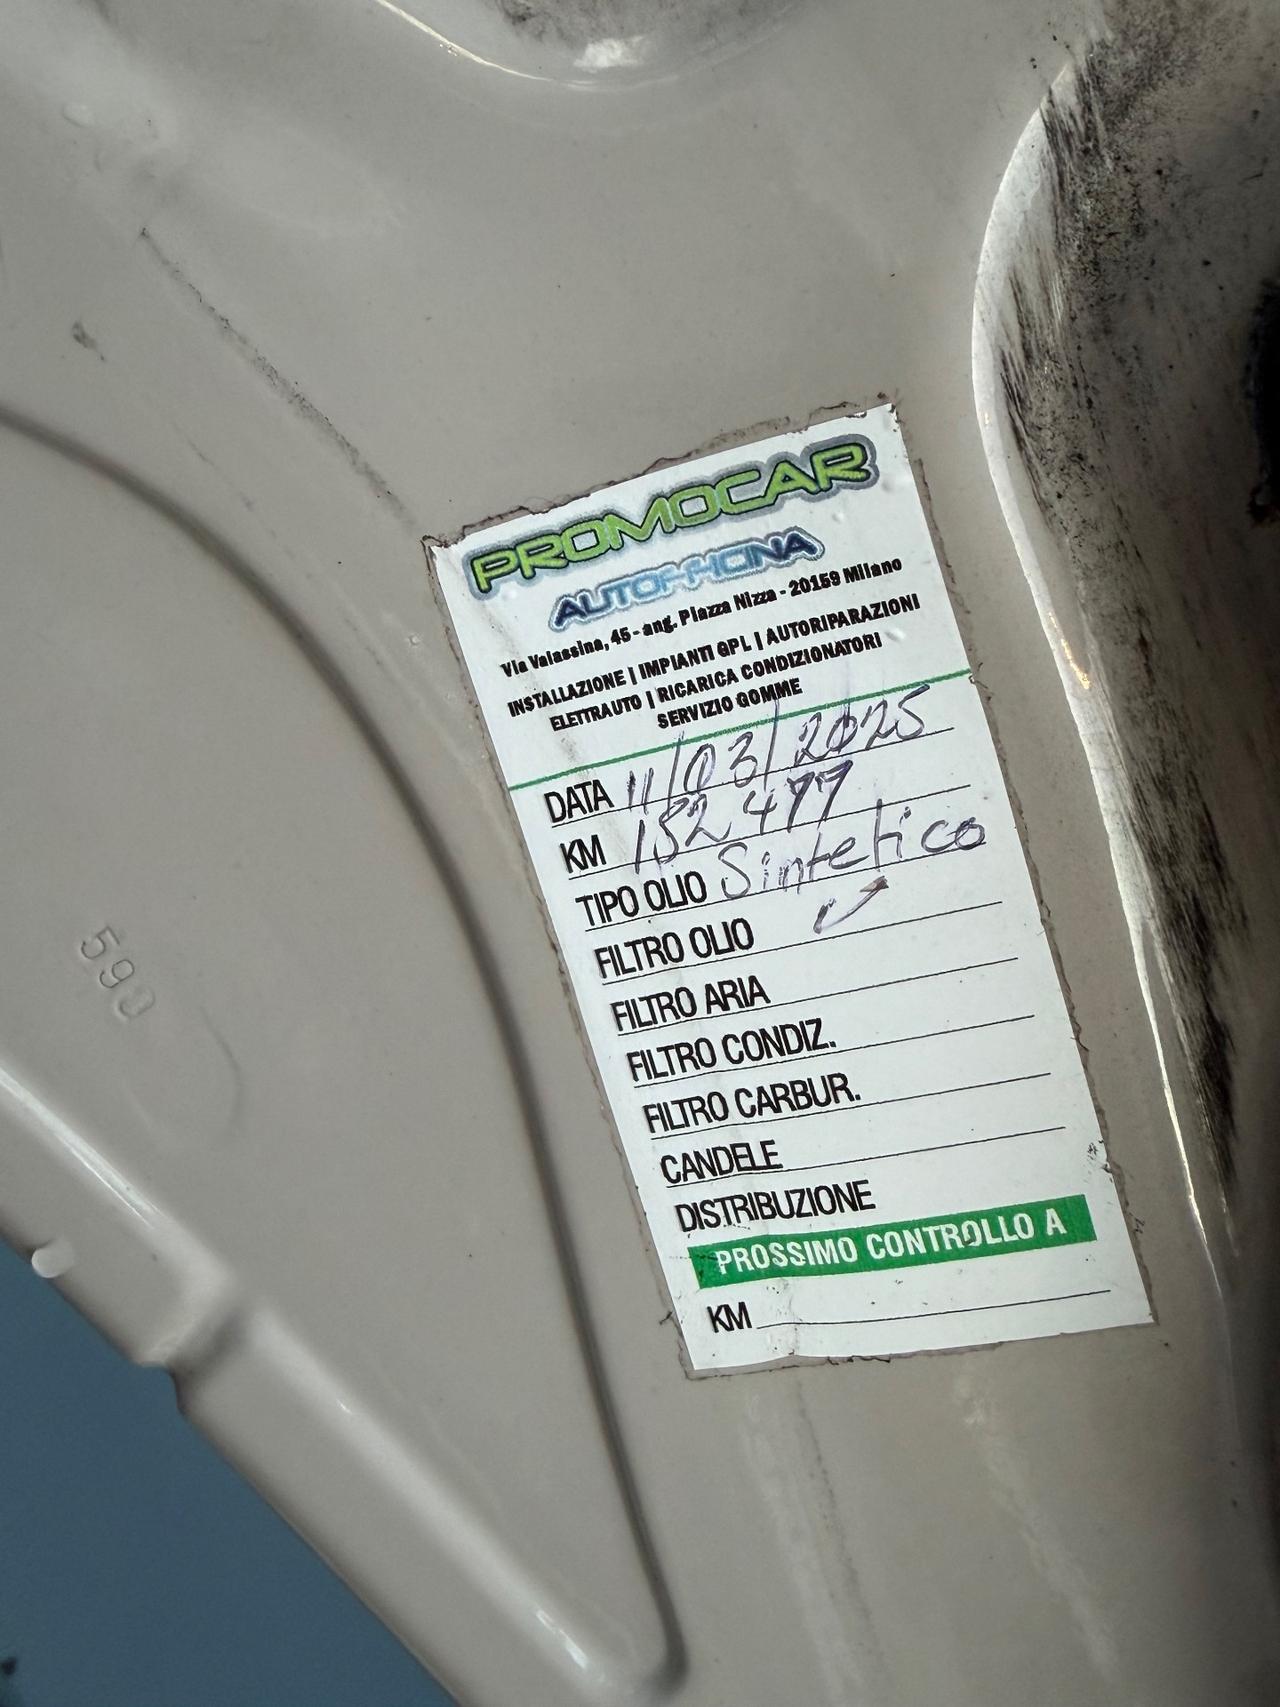 PROMOCAR
AUTOFFICINA
Via Valassina, 45 - ang. Piazza Nizza - 20159 Milano
INSTALLAZIONE | IMPIANTI GPL | AUTORIPARAZIONI
ELETTRAUTO | RICARICA CONDIZIONATORI
SERVIZIO GOMME
DATA 11/03/2025
KM 152477
TIPO OLIO Sintetico
FILTRO OLIO ✓
FILTRO ARIA
FILTRO CONDIZ.
FILTRO CARBUR.
CANDELE
DISTRIBUZIONE
PROSSIMO CONTROLLO A
KM
590